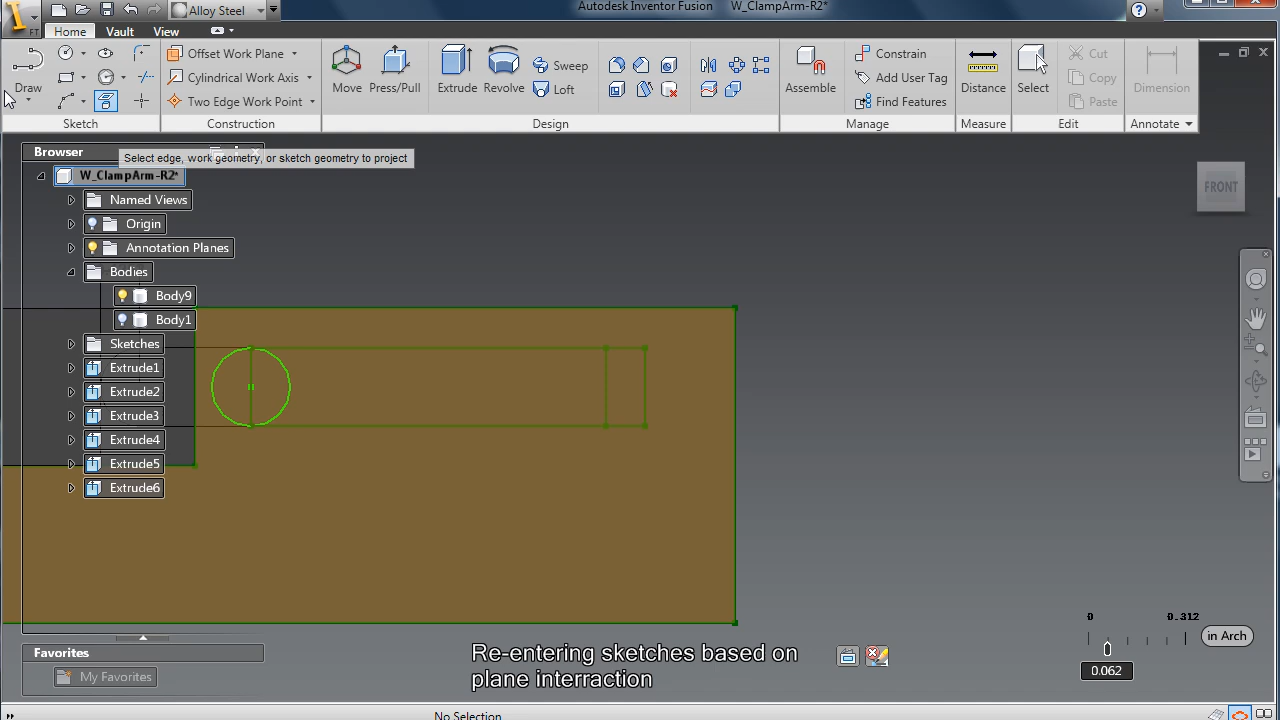 Alloy Steel
Autodesk Inventor Fusion W_ClampArm-R2*
FT
Home Vault View
Draw
Offset Work Plane
Cylindrical Work Axis
Two Edge Work Point
Move
Press/Pull
Extrude
Revolve
Sweep
Loft
Assemble
Constrain
Add User Tag
Find Features
Distance
Select
Cut
Copy
Paste
Dimension
Sketch
Construction
Design
Manage
Measure
Edit
Annotate
Browser
Select edge, work geometry, or sketch geometry to project
W_ClampArm-R2*
Named Views
Origin
Annotation Planes
Bodies
Body9
Body1
Sketches
Extrude1
Extrude2
Extrude3
Extrude4
Extrude5
Extrude6
FRONT
0 0.312
in Arch
0.062
Favorites
My Favorites
Re-entering sketches based on
plane interraction
No Selection